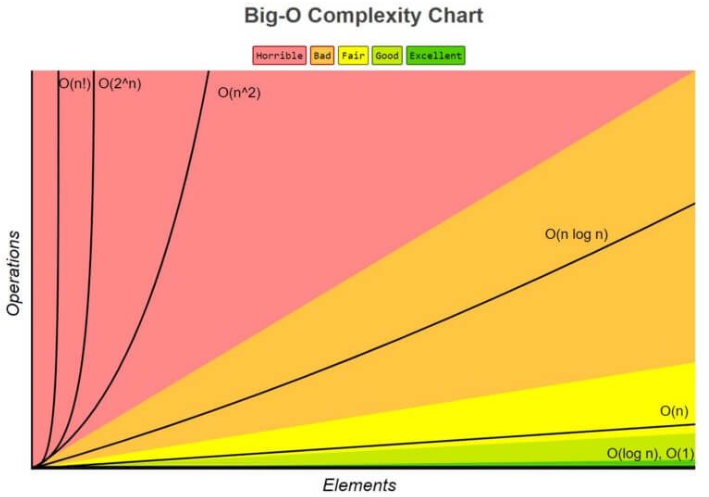 Big-O Complexity Chart
Horrible Bad Fair Good Excellent
O(n!) O(2^n)
O(n^2)
O(n log n)
Operations
O(n)
O(log n), O(1)
Elements